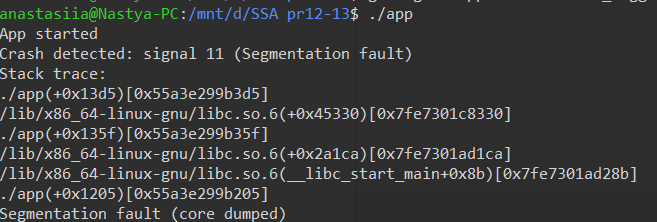 anastasiia@Nastya-PC:/mnt/d/SSA pr12-13$ ./app
App started
Crash detected: signal 11 (Segmentation fault)
Stack trace:
./app(+0x13d5)[0x55a3e299b3d5]
/lib/x86_64-linux-gnu/libc.so.6(+0x45330)[0x7fe7301c8330]
./app(+0x135f)[0x55a3e299b35f]
/lib/x86_64-linux-gnu/libc.so.6(+0x2a1ca)[0x7fe7301ad1ca]
/lib/x86_64-linux-gnu/libc.so.6(__libc_start_main+0x8b)[0x7fe7301ad28b]
./app(+0x1205)[0x55a3e299b205]
Segmentation fault (core dumped)